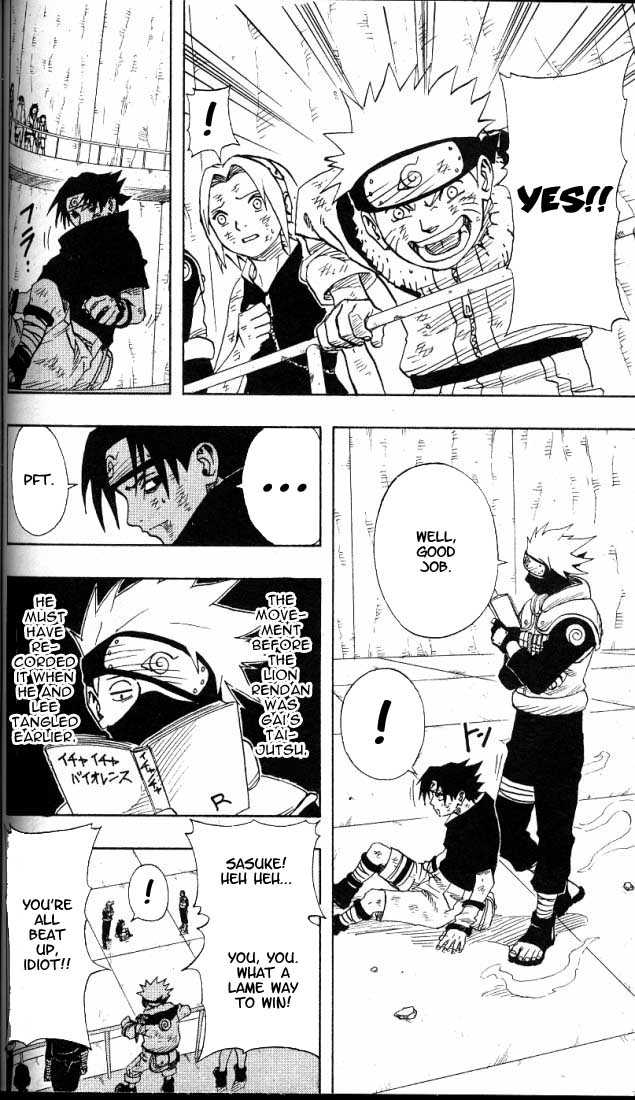 YES!!
!
フラ
...
PFT.
WELL,
GOOD
JOB.
!
トン
THE
MOVE-
MENT
BEFORE
THE
LION
RENDAN
WAS
GAI'S
TAI-
JUTSU.
HE
MUST
HAVE
RE-
CORDED
IT WHEN
HE AND
LEE
TANGLED
EARLIER.
イチャイチャ
バイオレンス
R
SASUKE!
HEH HEH...
YOU, YOU.
WHAT A
LAME WAY
TO WIN!
!
YOU'RE
ALL
BEAT
UP,
IDIOT!!